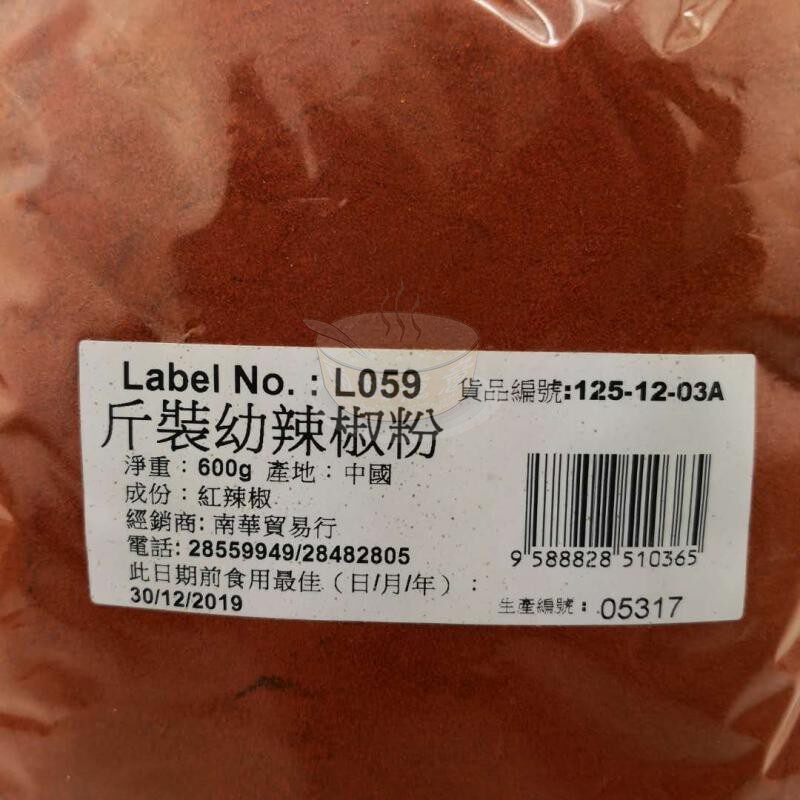 Label No. : L059 貨品編號:125-12-03A
斤裝幼辣椒粉
淨重：600g 產地：中國
成份：紅辣椒
經銷商: 南華貿易行
電話: 28559949/28482805
此日期前食用最佳（日/月/年）：
30/12/2019
9 588828 510365
生產編號： 05317